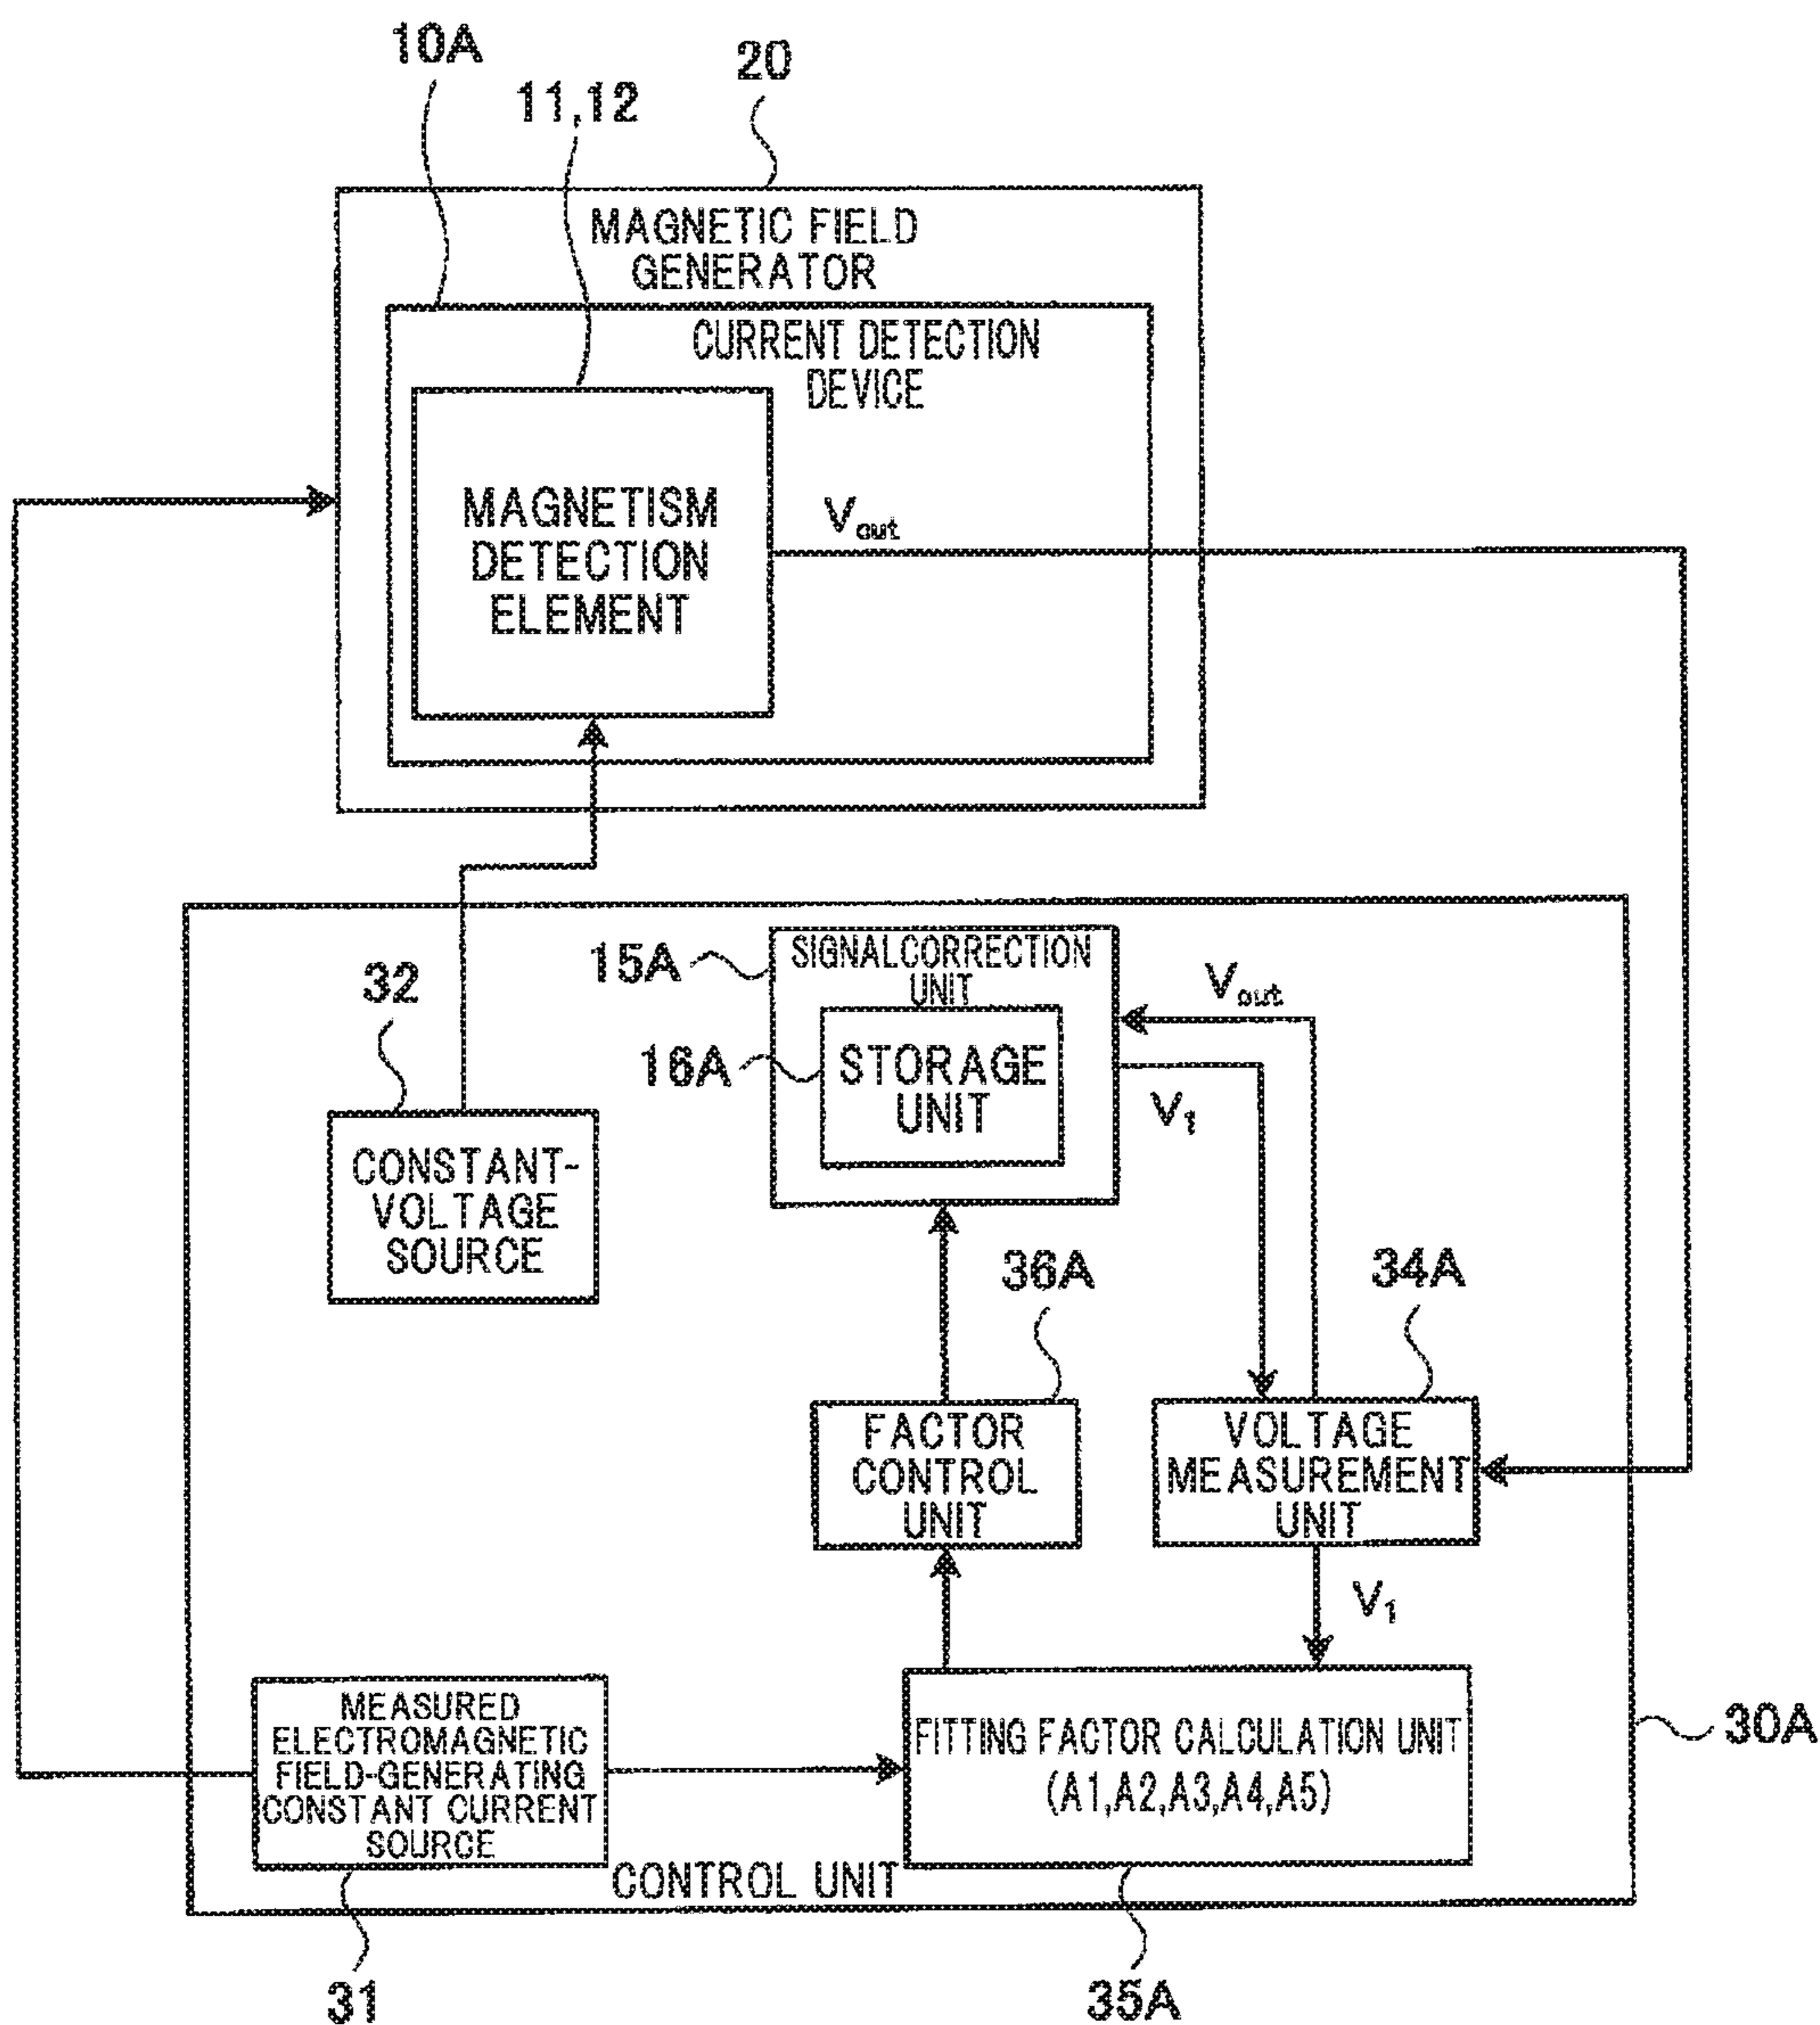 10A
20
11,12
MAGNETIC FIELD
GENERATOR
CURRENT DETECTION
DEVICE
MAGNETISM
DETECTION
ELEMENT
Vout
15A
SIGNALCORRECTION
UNIT
32
Vout
16A
STORAGE
UNIT
V1
CONSTANT-
VOLTAGE
SOURCE
36A
34A
FACTOR
CONTROL
UNIT
VOLTAGE
MEASUREMENT
UNIT
V1
MEASURED
ELECTROMAGNETIC
FIELD-GENERATING
CONSTANT CURRENT
SOURCE
FITTING FACTOR CALCULATION UNIT
(A1,A2,A3,A4,A5)
30A
CONTROL UNIT
31
35A